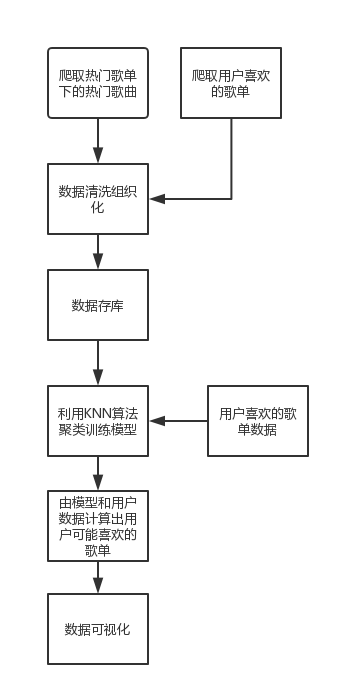 爬取热门歌单
下的热门歌曲
爬取用户喜欢
的歌单
数据清洗组织
化
数据存库
利用KNN算法
聚类训练模型
用户喜欢的歌
单数据
由模型和用户
数据计算出用
户可能喜欢的
歌单
数据可视化